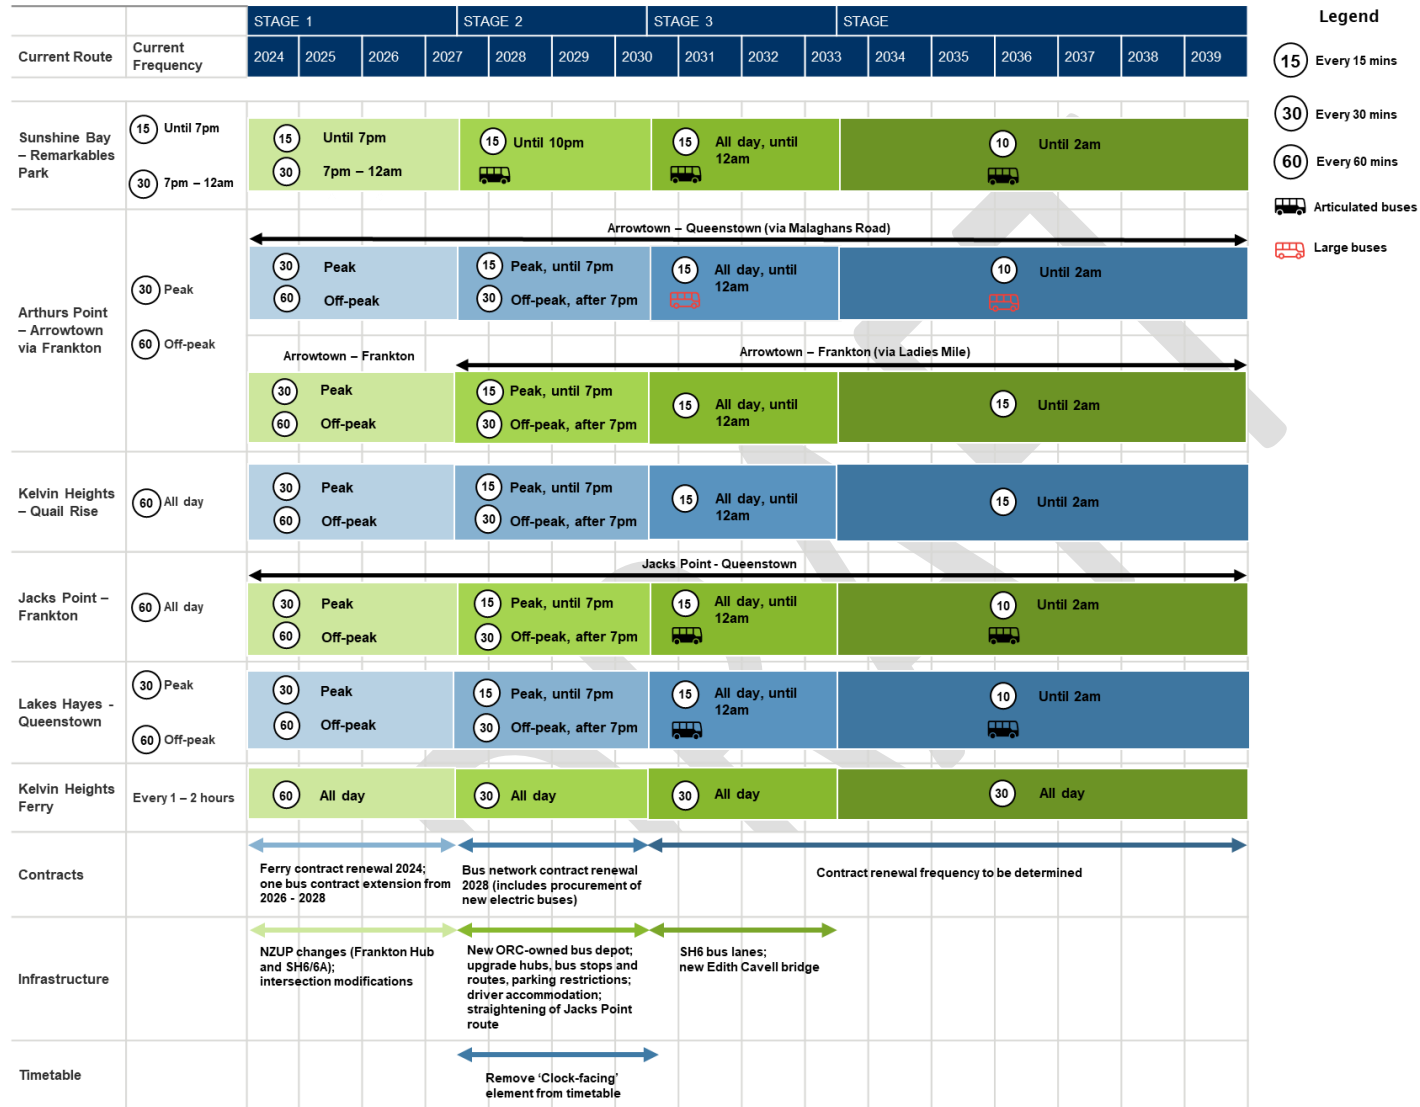 STAGE 1 STAGE 2 STAGE 3 STAGE
Current Route Current Frequency 2024 2025 2026 2027 2028 2029 2030 2031 2032 2033 2034 2035 2036 2037 2038 2039
Legend
15 Every 15 mins
30 Every 30 mins
60 Every 60 mins
Articulated buses
Large buses
Sunshine Bay
– Remarkables
Park
15 Until 7pm
30 7pm – 12am
15 Until 7pm
30 7pm – 12am
15 Until 10pm
15 All day, until
12am
10 Until 2am
Arthurs Point
– Arrowtown
via Frankton
30 Peak
60 Off-peak
Arrowtown – Queenstown (via Malaghans Road)
30 Peak
60 Off-peak
15 Peak, until 7pm
30 Off-peak, after 7pm
15 All day, until
12am
10 Until 2am
Arrowtown – Frankton
Arrowtown – Frankton (via Ladies Mile)
30 Peak
60 Off-peak
15 Peak, until 7pm
30 Off-peak, after 7pm
15 All day, until
12am
15 Until 2am
Kelvin Heights
– Quail Rise
60 All day
30 Peak
60 Off-peak
15 Peak, until 7pm
30 Off-peak, after 7pm
15 All day, until
12am
15 Until 2am
Jacks Point –
Frankton
60 All day
Jacks Point - Queenstown
30 Peak
60 Off-peak
15 Peak, until 7pm
30 Off-peak, after 7pm
15 All day, until
12am
10 Until 2am
Lakes Hayes -
Queenstown
30 Peak
60 Off-peak
30 Peak
60 Off-peak
15 Peak, until 7pm
30 Off-peak, after 7pm
15 All day, until
12am
10 Until 2am
Kelvin Heights
Ferry
Every 1 – 2 hours
60 All day
30 All day
30 All day
30 All day
Contracts
Ferry contract renewal 2024;
one bus contract extension from
2026 - 2028
Bus network contract renewal
2028 (includes procurement of
new electric buses)
Contract renewal frequency to be determined
Infrastructure
NZUP changes (Frankton Hub
and SH6/6A);
intersection modifications
New ORC-owned bus depot;
upgrade hubs, bus stops and
routes, parking restrictions;
driver accommodation;
straightening of Jacks Point
route
SH6 bus lanes;
new Edith Cavell bridge
Timetable
Remove ‘Clock-facing’
element from timetable